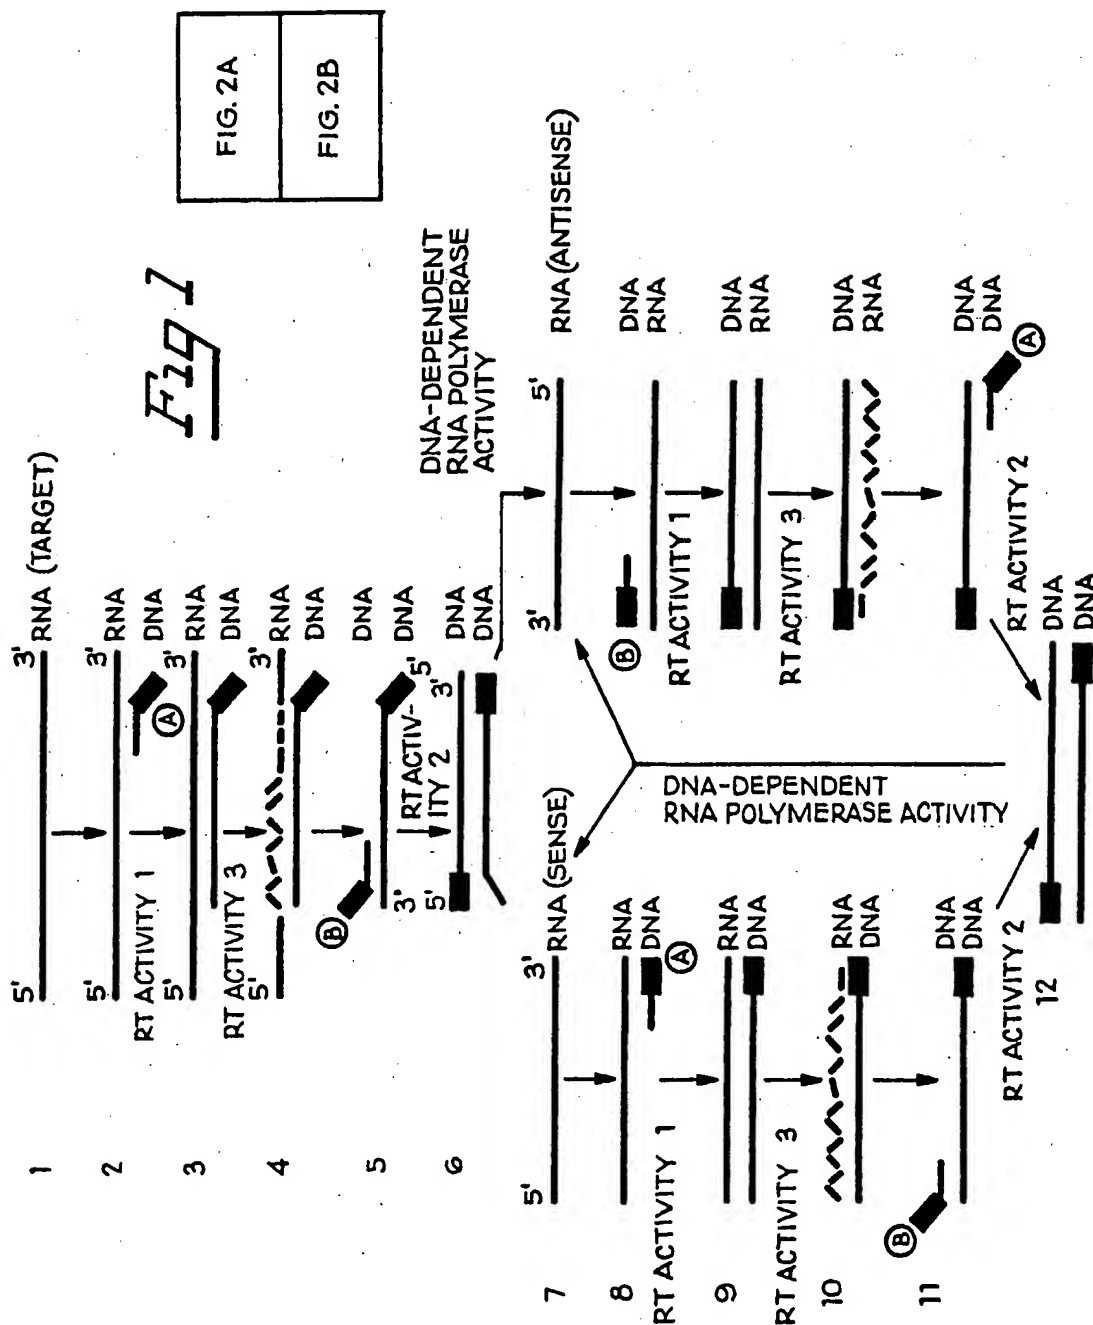 Fig 1
FIG. 2A
FIG. 2B
1
5'
3'
RNA (TARGET)
2
5'
3'
RNA
DNA
A
RT ACTIVITY 1
3
5'
3'
RNA
DNA
RT ACTIVITY 3
4
5'
3'
RNA
DNA
5
B
DNA
DNA
3'
5'
RT ACTIV-
ITY 2
6
5'
3'
DNA
DNA
DNA-DEPENDENT
RNA POLYMERASE
ACTIVITY
7
5'
3'
RNA (SENSE)
3'
5'
RNA (ANTISENSE)
8
RNA
DNA
A
B
DNA
RNA
RT ACTIVITY 1
RT ACTIVITY 1
9
RNA
DNA
DNA
RNA
DNA-DEPENDENT
RNA POLYMERASE ACTIVITY
RT ACTIVITY 3
RT ACTIVITY 3
10
RNA
DNA
DNA
RNA
11
B
DNA
DNA
DNA
DNA
A
RT ACTIVITY 2
RT ACTIVITY 2
12
DNA
DNA